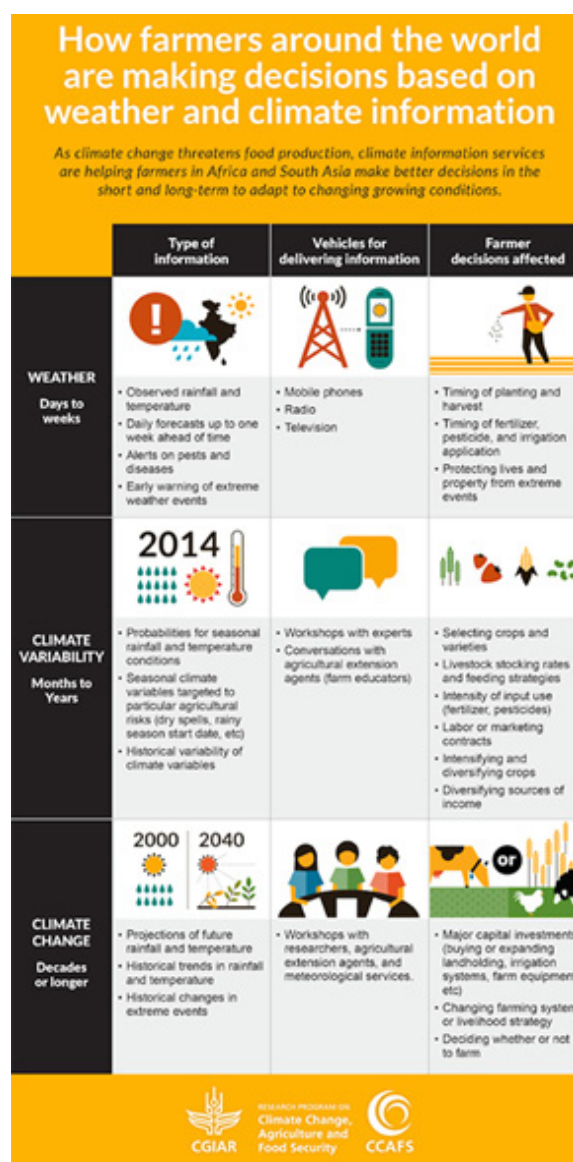 How farmers around the world
are making decisions based on
weather and climate information
As climate change threatens food production, climate information services
are helping farmers in Africa and South Asia make better decisions in the
short and long-term to adapt to changing growing conditions.
Type of
information
Vehicles for
delivering information
Farmer
decisions affected
WEATHER
Days to
weeks
• Observed rainfall and
temperature
• Daily forecasts up to one
week ahead of time
• Alerts on pests and
diseases
• Early warning of extreme
weather events
• Mobile phones
• Radio
• Television
• Timing of planting and
harvest
• Timing of fertilizer,
pesticide, and irrigation
application
• Protecting lives and
property from extreme
events
CLIMATE
VARIABILITY
Months to
Years
2014
• Probabilities for seasonal
rainfall and temperature
conditions
• Seasonal climate
variables targeted to
particular agricultural
risks (dry spells, rainy
season start date, etc)
• Historical variability of
climate variables
• Workshops with experts
• Conversations with
agricultural extension
agents (farm educators)
• Selecting crops and
varieties
• Livestock stocking rates
and feeding strategies
• Intensity of input use
(fertilizer, pesticides)
• Labor or marketing
contracts
• Intensifying and
diversifying crops
• Diversifying sources of
income
CLIMATE
CHANGE
Decades
or longer
2000 2040
• Projections of future
rainfall and temperature
• Historical trends in rainfall
and temperature
• Historical changes in
extreme events
• Workshops with
researchers, agricultural
extension agents, and
meteorological services.
or
• Major capital investment
(buying or expanding
landholding, irrigation
systems, farm equipmen
etc)
• Changing farming system
or livelihood strategy
• Deciding whether or not
to farm
CGIAR
RESEARCH PROGRAM ON
Climate Change,
Agriculture and
Food Security
CCAFS